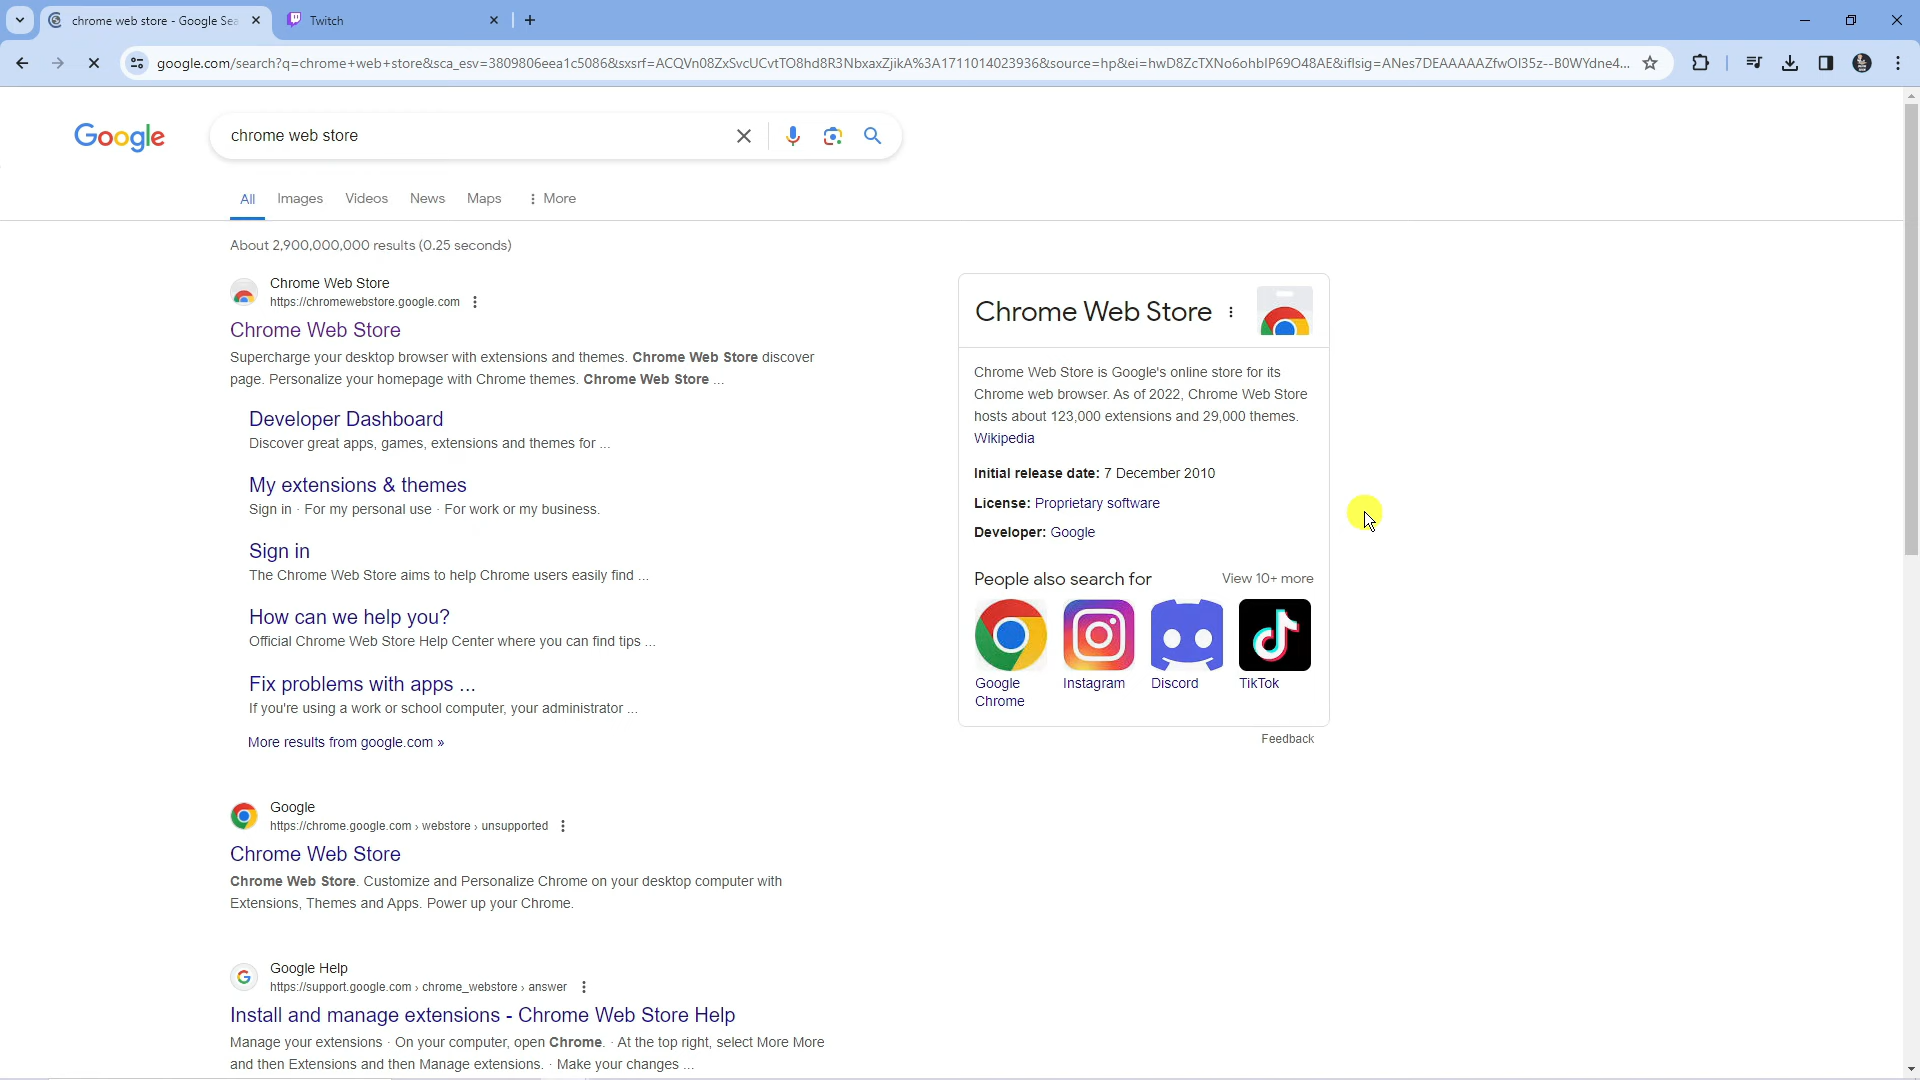 chrome web store - Google Sea
Twitch
google.com/search?q=chrome+web+store&sca_esv=3809806eea1c5086&sxsrf=ACQVn08ZxSvcUCvtTO8hd8R3NbxaxZjikA%3A1711014023936&source=hp&ei=hwD8ZcTXNo6ohbIP69O48AE&iflsig=ANes7DEAAAAAZfwOl35z--B0WYdne4...
Google
chrome web store
All
Images
Videos
News
Maps
More
About 2,900,000,000 results (0.25 seconds)
Chrome Web Store
https://chromewebstore.google.com
Chrome Web Store
Supercharge your desktop browser with extensions and themes. Chrome Web Store discover
page. Personalize your homepage with Chrome themes. Chrome Web Store ...
Developer Dashboard
Discover great apps, games, extensions and themes for ...
My extensions & themes
Sign in · For my personal use · For work or my business.
Sign in
The Chrome Web Store aims to help Chrome users easily find ...
How can we help you?
Official Chrome Web Store Help Center where you can find tips ...
Fix problems with apps ...
If you're using a work or school computer, your administrator ...
More results from google.com »
Google
https://chrome.google.com › webstore › unsupported
Chrome Web Store
Chrome Web Store. Customize and Personalize Chrome on your desktop computer with
Extensions, Themes and Apps. Power up your Chrome.
Google Help
https://support.google.com › chrome_webstore › answer
Install and manage extensions - Chrome Web Store Help
Manage your extensions · On your computer, open Chrome. · At the top right, select More More
and then Extensions and then Manage extensions. · Make your changes ...
Chrome Web Store
Chrome Web Store is Google's online store for its
Chrome web browser. As of 2022, Chrome Web Store
hosts about 123,000 extensions and 29,000 themes.
Wikipedia
Initial release date: 7 December 2010
License: Proprietary software
Developer: Google
People also search for
View 10+ more
Google
Chrome
Instagram
Discord
TikTok
Feedback